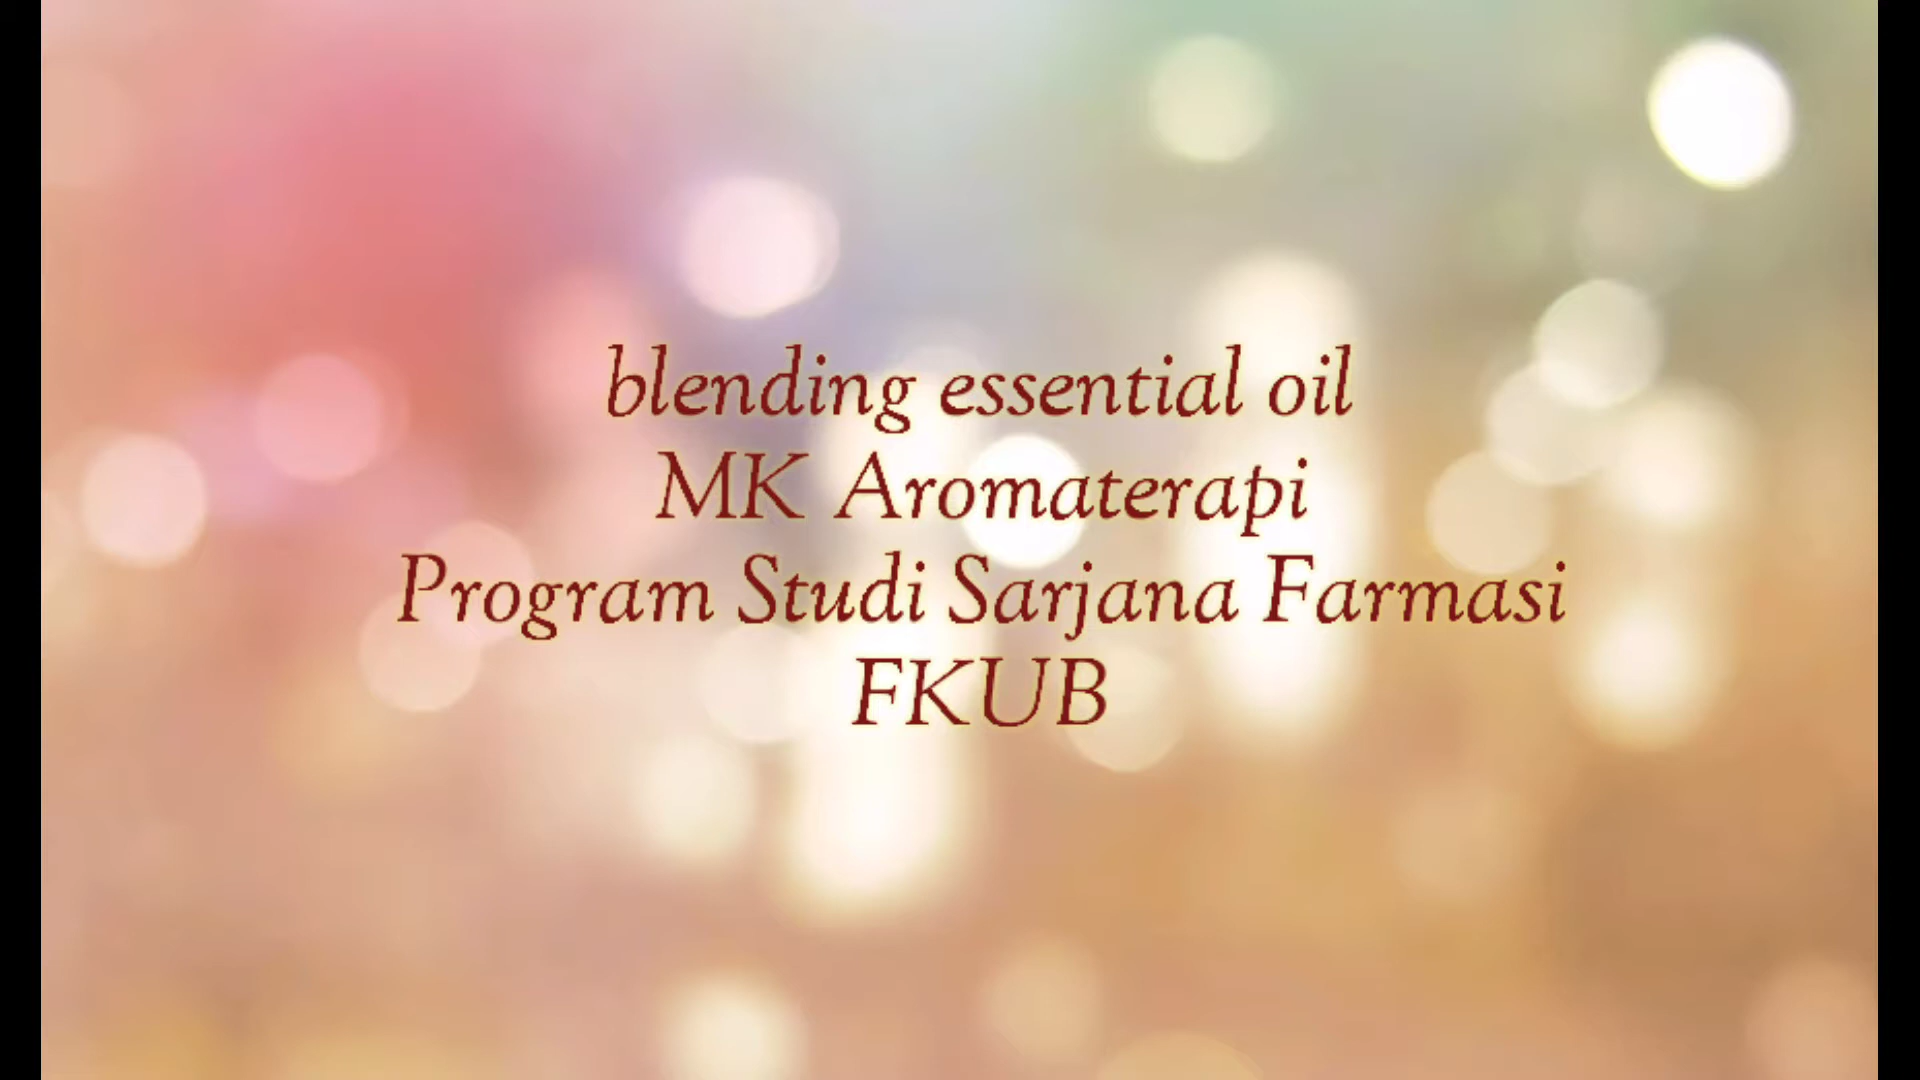 blending essential oil
MK Aromaterapi
Program Studi Sarjana Farmasi
FKUB